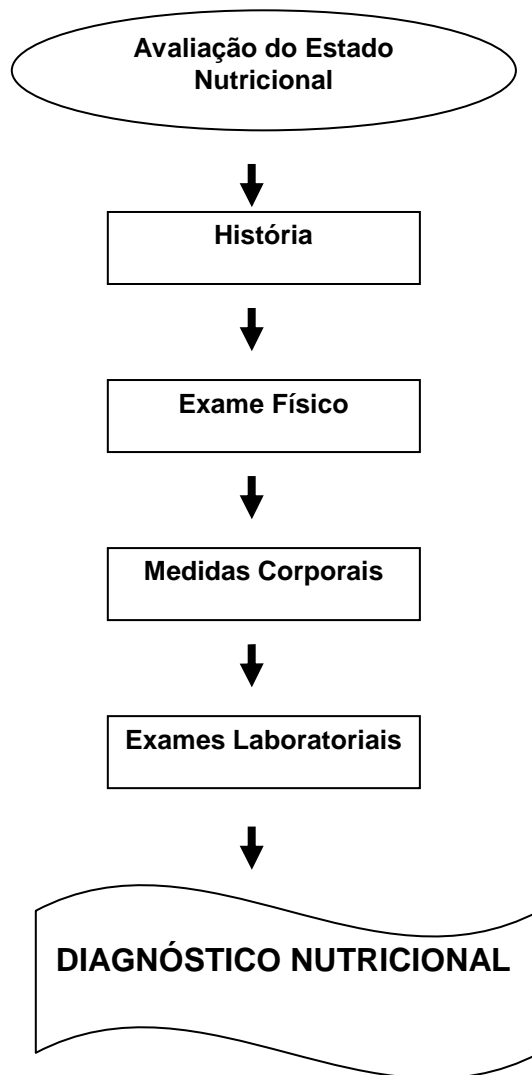 Avaliação do Estado
Nutricional
História
Exame Físico
Medidas Corporais
Exames Laboratoriais
DIAGNÓSTICO NUTRICIONAL